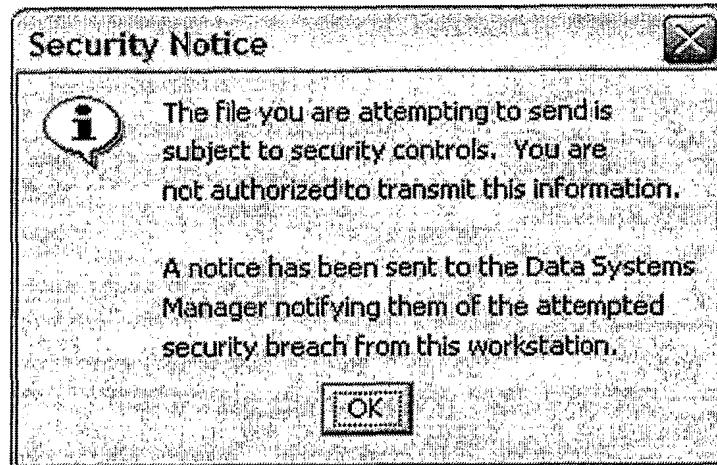 Security Notice
The file you are attempting to send is
subject to security controls. You are
not authorized to transmit this information.
A notice has been sent to the Data Systems
Manager notifying them of the attempted
security breach from this workstation.
OK